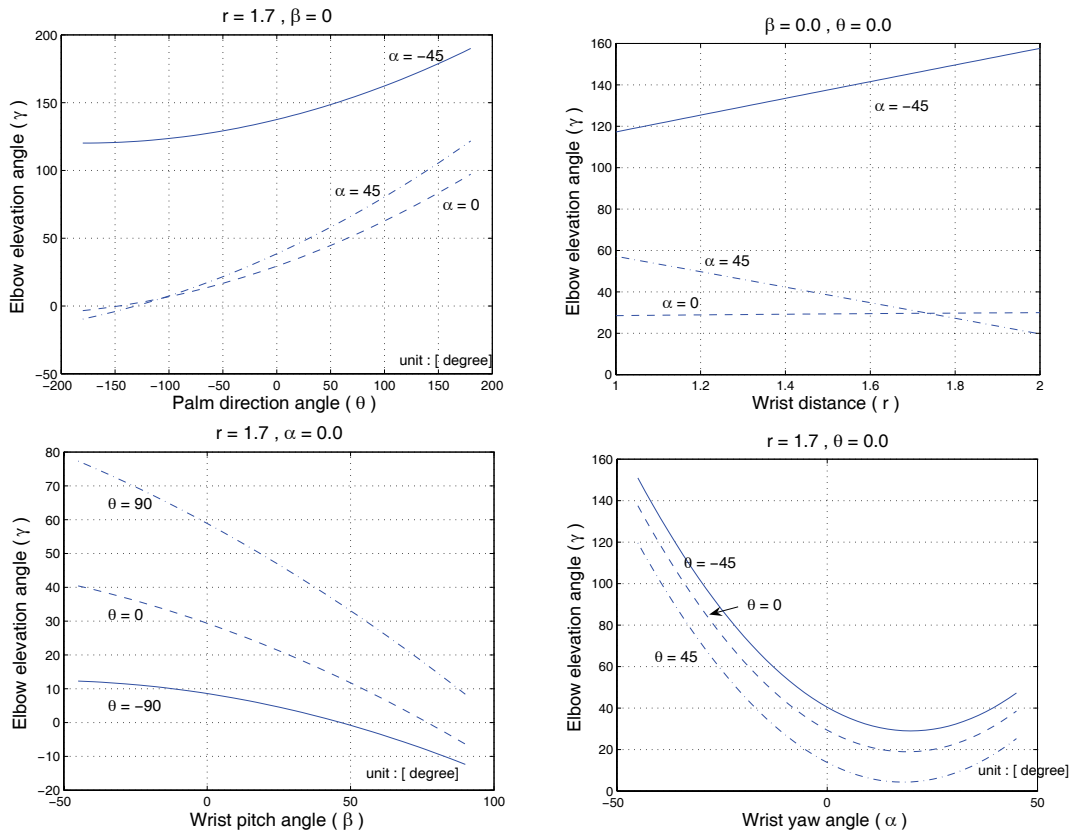 r = 1.7 , β = 0
200
150
100
50
0
−50
−200
−150
−100
−50
0
50
100
150
200
Elbow elevation angle ( γ )
Palm direction angle ( θ )
α = −45
α = 45
α = 0
unit : [ degree]
β = 0.0 , θ = 0.0
160
140
120
100
80
60
40
20
0
1
1.2
1.4
1.6
1.8
2
Elbow elevation angle ( γ )
Wrist distance ( r )
α = −45
α = 45
α = 0
r = 1.7 , α = 0.0
80
70
60
50
40
30
20
10
0
−10
−20
−50
0
50
100
Elbow elevation angle ( γ )
Wrist pitch angle ( β )
θ = 90
θ = 0
θ = −90
unit : [ degree]
r = 1.7 , θ = 0.0
160
140
120
100
80
60
40
20
0
−50
0
50
Elbow elevation angle ( γ )
Wrist yaw angle ( α )
θ = −45
θ = 0
θ = 45
unit : [ degree]